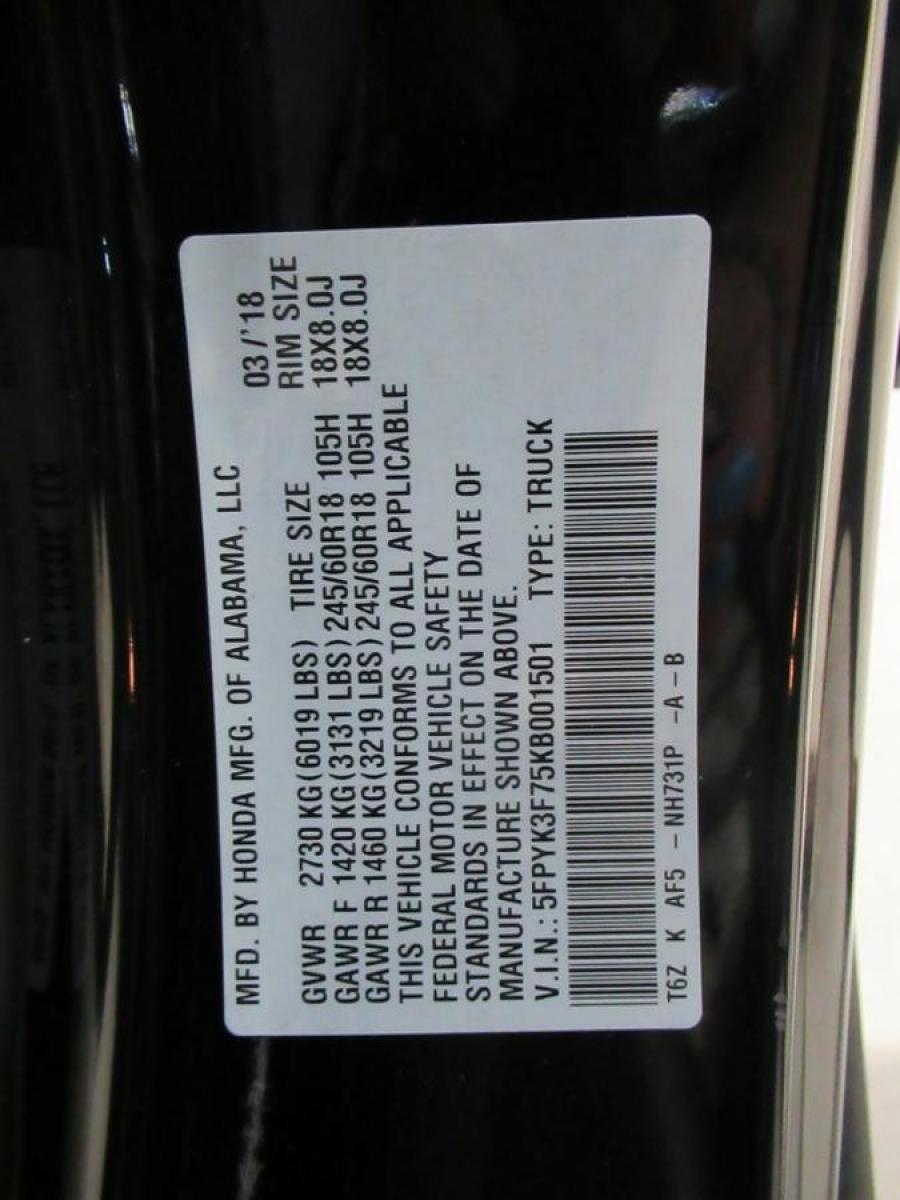 MFD. BY HONDA MFG. OF ALABAMA, LLC 03/'18
GVWR 2730 KG(6019 LBS) TIRE SIZE RIM SIZE
GAWR F 1420 KG(3131 LBS) 245/60R18 105H 18X8.0J
GAWR R 1460 KG(3219 LBS) 245/60R18 105H 18X8.0J
THIS VEHICLE CONFORMS TO ALL APPLICABLE
FEDERAL MOTOR VEHICLE SAFETY
STANDARDS IN EFFECT ON THE DATE OF
MANUFACTURE SHOWN ABOVE.
V.I.N.: 5FPYK3F75KB001501 TYPE: TRUCK
T6Z K AF5 - NH731P -A-B